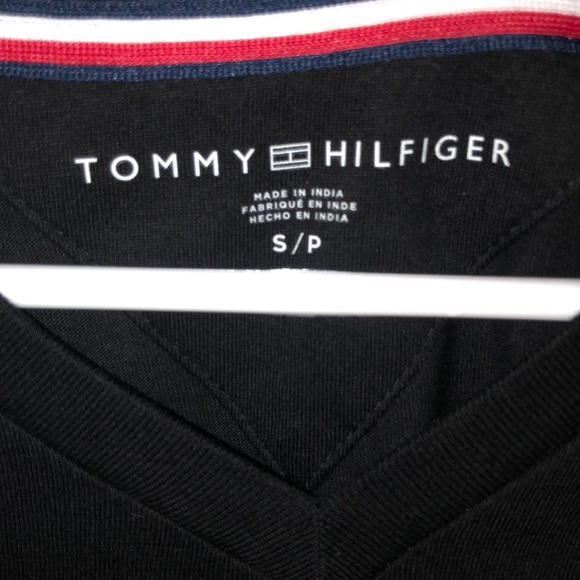 TOMMY HILFIGER
MADE IN INDIA
FABRIQUÉ EN INDE
HECHO EN INDIA
S/P